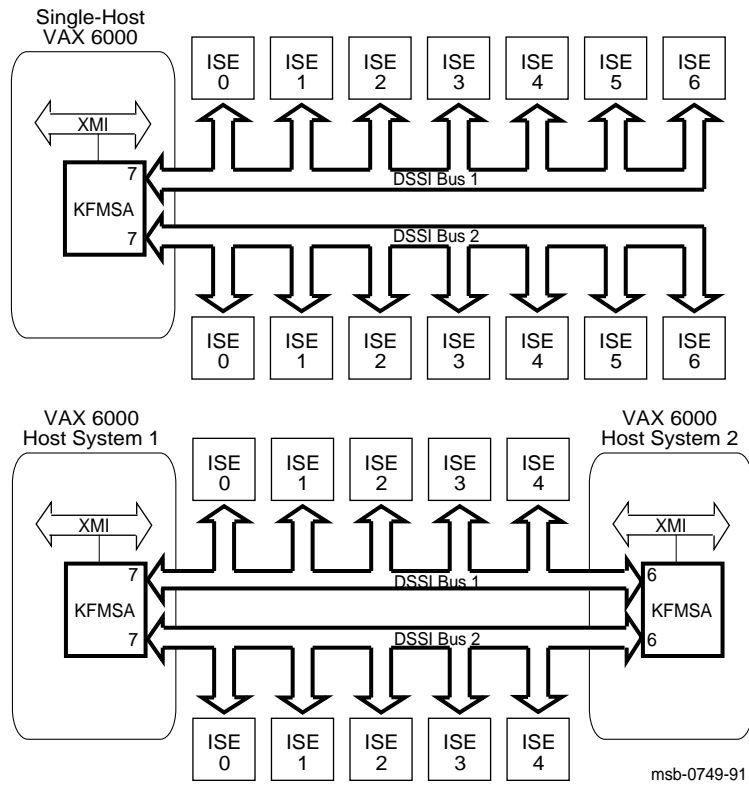 Single-Host
VAX 6000
ISE ISE ISE ISE ISE ISE ISE
0 1 2 3 4 5 6
XMI
7
DSSI Bus 1
KFMSA
7
DSSI Bus 2
ISE ISE ISE ISE ISE ISE ISE
0 1 2 3 4 5 6
VAX 6000
Host System 1
VAX 6000
Host System 2
ISE ISE ISE ISE ISE
0 1 2 3 4
XMI XMI
7 6
DSSI Bus 1
KFMSA KFMSA
7 6
DSSI Bus 2
ISE ISE ISE ISE ISE
0 1 2 3 4
msb-0749-91